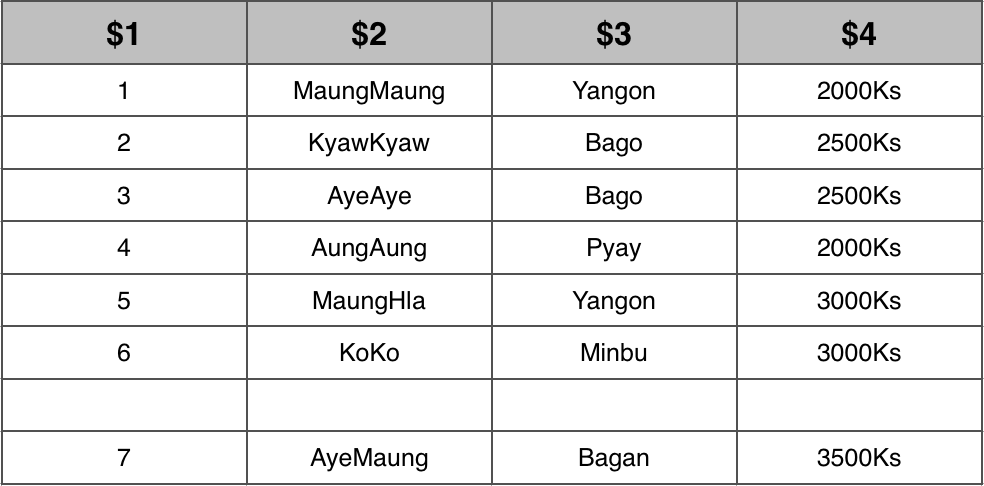 $1 $2 $3 $4
1 MaungMaung Yangon 2000Ks
2 KyawKyaw Bago 2500Ks
3 AyeAye Bago 2500Ks
4 AungAung Pyay 2000Ks
5 MaungHla Yangon 3000Ks
6 KoKo Minbu 3000Ks
7 AyeMaung Bagan 3500Ks